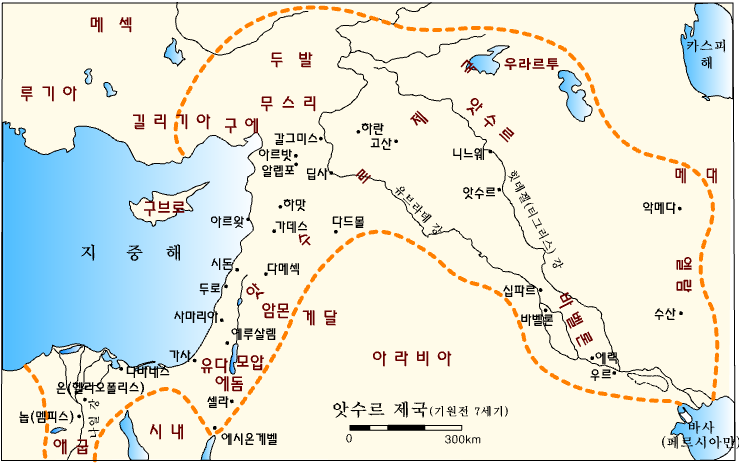 메 섹
두 발
루 기 아
무 스 리
길 리 기 아
구 에
갈그미스
아르밧
알렙포
딥사
하란
고산
제
국
우라르투
앗 수 르
카스피
해
니느웨
앗수르
힛데겔(티그리스) 강
유브라데 강
르
메 대
악메다
엘 람
수산
구브로
지 중 해
아르왓
하맛
가데스
다드몰
수
앗
시돈
두로
다메섹
사마리아
암몬
게 달
예루살렘
가사
유다
모압
에돔
셀라
에시온게벨
아 라 비 아
십파르
바벨론
바 벨 론
에렉
우르
다바네스
온(헬라오폴리스)
놉(멤피스)
나일 강
애 굽
시 내
앗수르 제국(기원전 7세기)
0 300km
바사
(페르시아만)